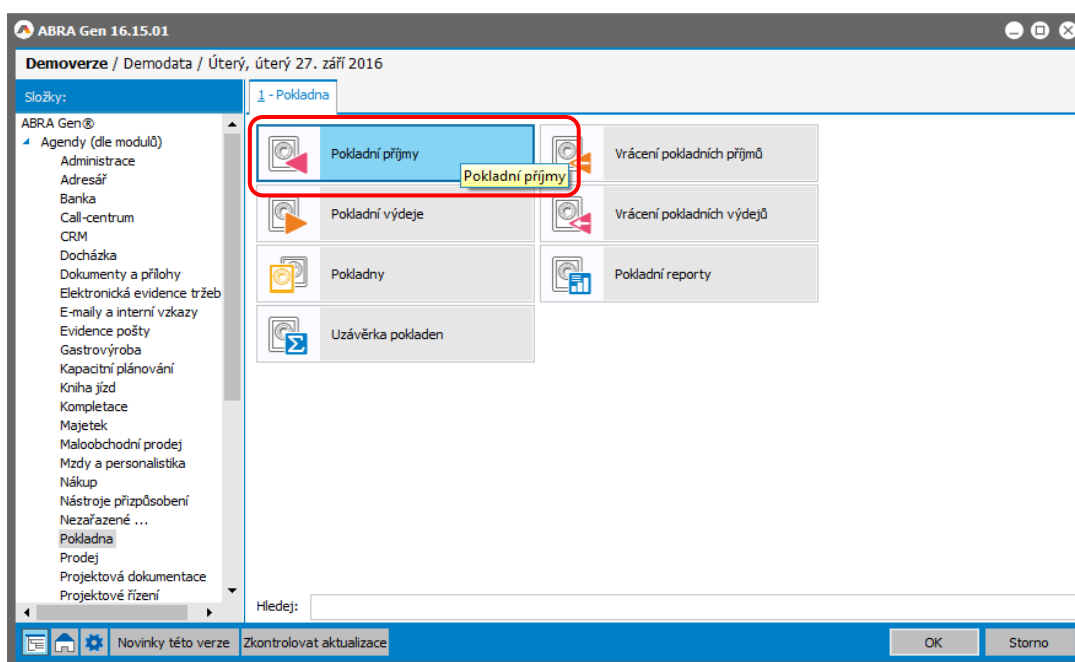 ABRA Gen 16.15.01
Demoverze / Demodata / Úterý, úterý 27. září 2016
Složky:
1 - Pokladna
ABRA Gen®
Agendy (dle modulů)
Administrace
Adresář
Banka
Call-centrum
CRM
Docházka
Dokumenty a přílohy
Elektronická evidence tržeb
E-maily a interní vzkazy
Evidence pošty
Gastrovýroba
Kapacitní plánování
Kniha jízd
Kompletace
Majetek
Maloobchodní prodej
Mzdy a personalistika
Nákup
Nástroje přizpůsobení
Nezařazené ...
Pokladna
Prodej
Projektová dokumentace
Projektové řízení
Pokladní příjmy
Vrácení pokladních příjmů
Pokladní příjmy
Pokladní výdeje
Vrácení pokladních výdejů
Pokladny
Pokladní reporty
Uzávěrka pokladen
Hledej:
Novinky této verze
Zkontrolovat aktualizace
OK
Storno